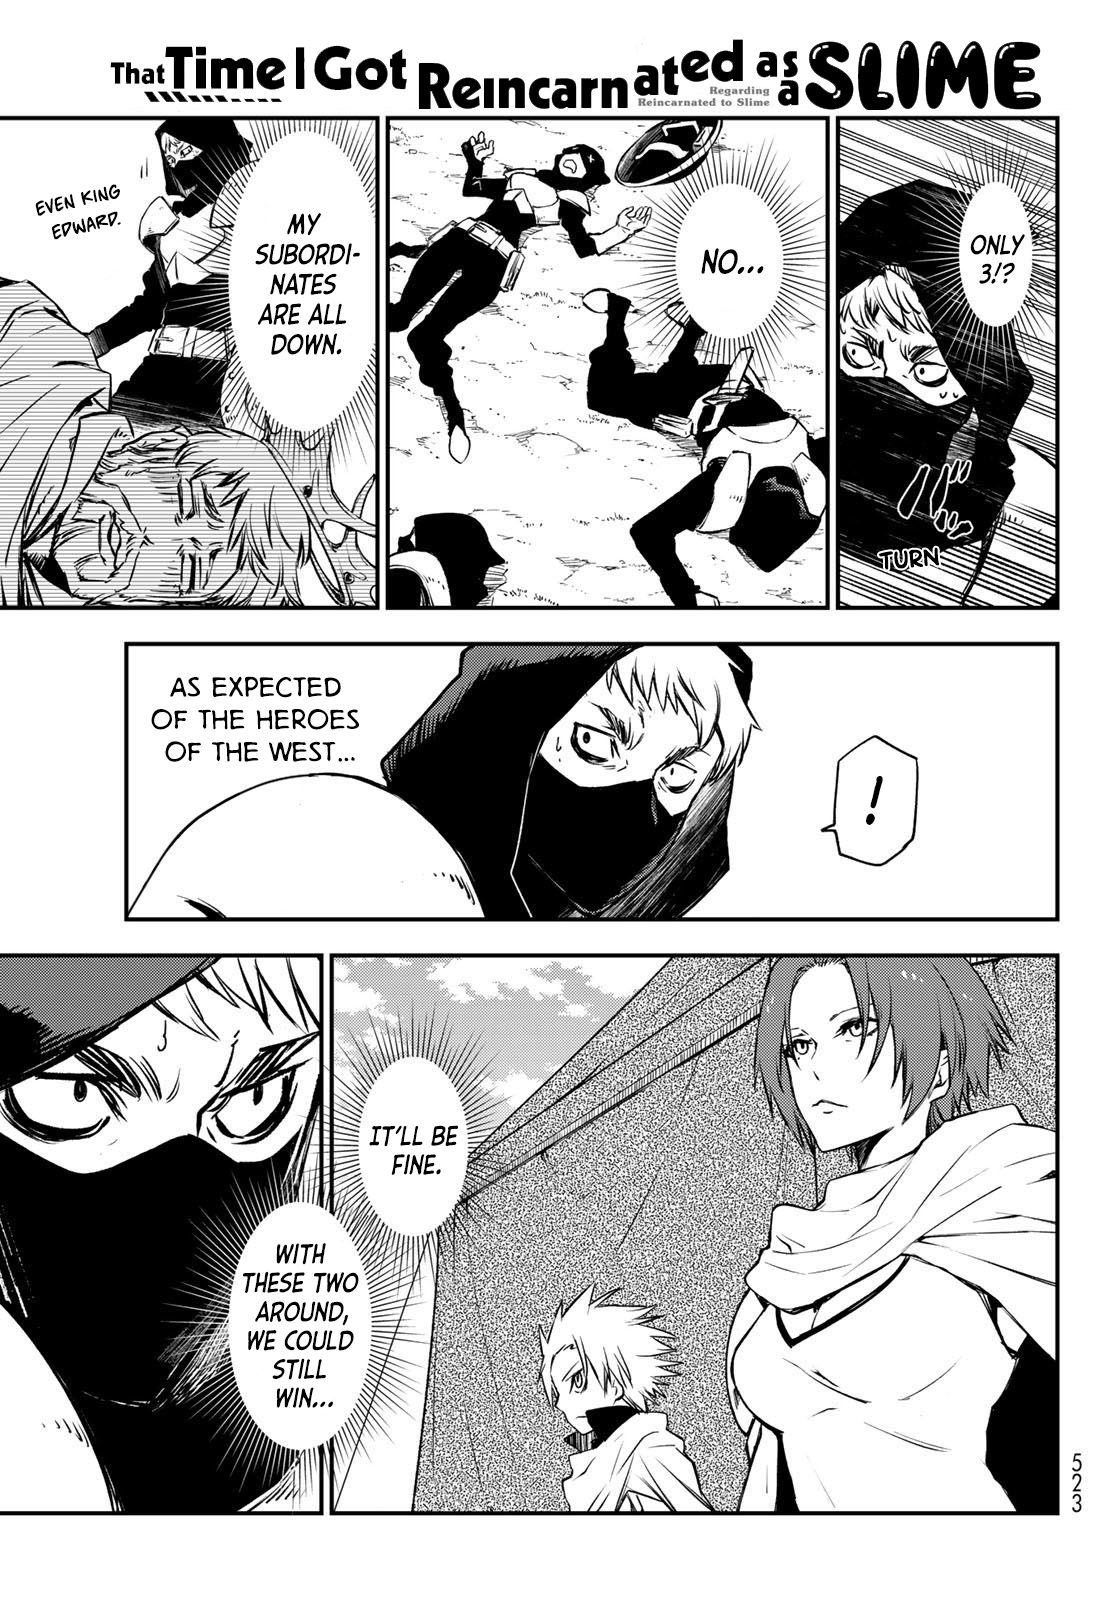 That Time I Got Reincarnated as a SLIME
Regarding
Reincarnated to Slime
ONLY
3!?
TURN
NO...
MY
SUBORDI-
NATES
ARE ALL
DOWN.
EVEN KING
EDWARD.
!
AS EXPECTED
OF THE HEROES
OF THE WEST...
IT'LL BE
FINE.
WITH
THESE TWO
AROUND,
WE COULD
STILL
WIN...
523